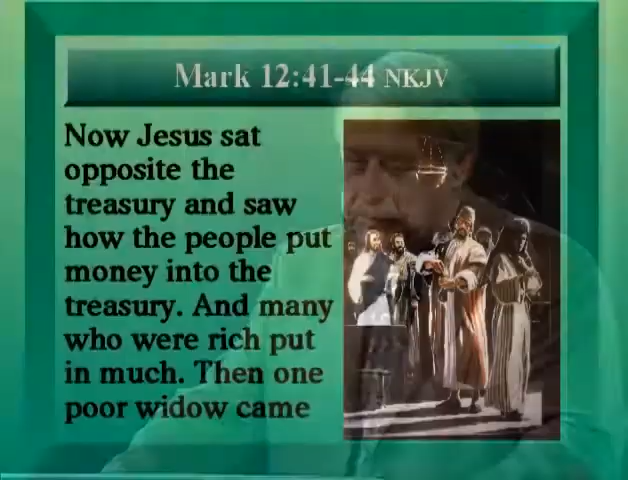 Mark 12:41-44 NKJV
Now Jesus sat
opposite the
treasury and saw
how the people put
money into the
treasury. And many
who were rich put
in much. Then one
poor widow came